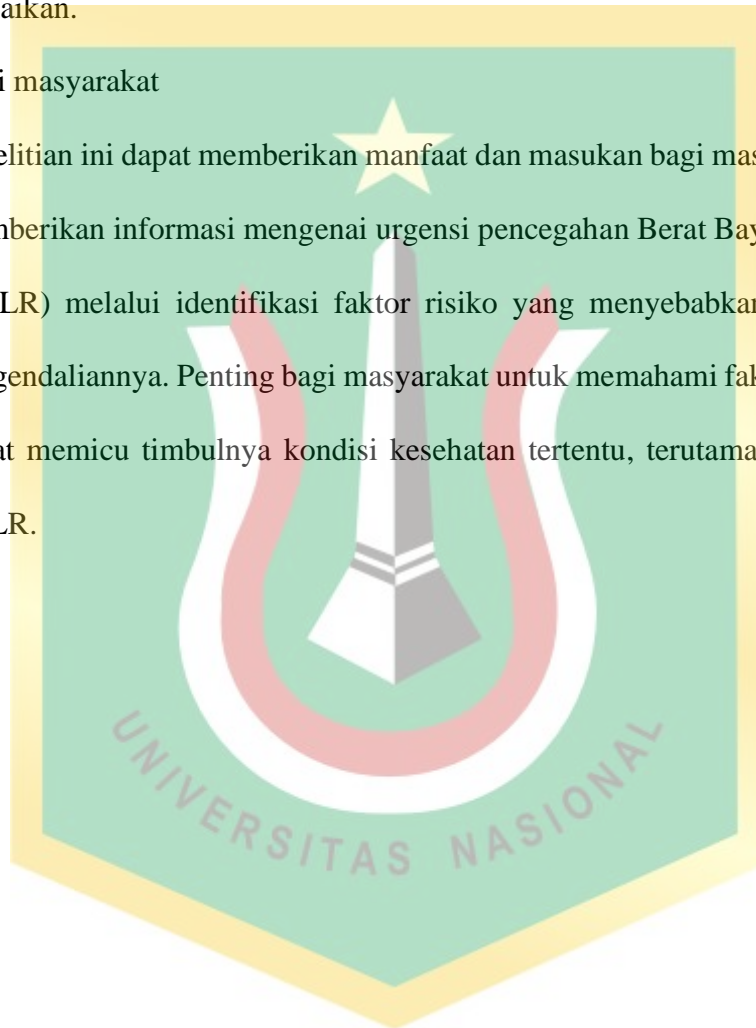 aikan.
i masyarakat
elitian ini dapat memberikan manfaat dan masukan bagi mas
nberikan informasi mengenai urgensi pencegahan Berat Bay
LR) melalui identifikasi faktor risiko yang menyebabkan
gendaliannya. Penting bagi masyarakat untuk memahami fak
at memicu timbulnya kondisi kesehatan tertentu, terutama
LR.
UNIVERSITAS NASIONAL